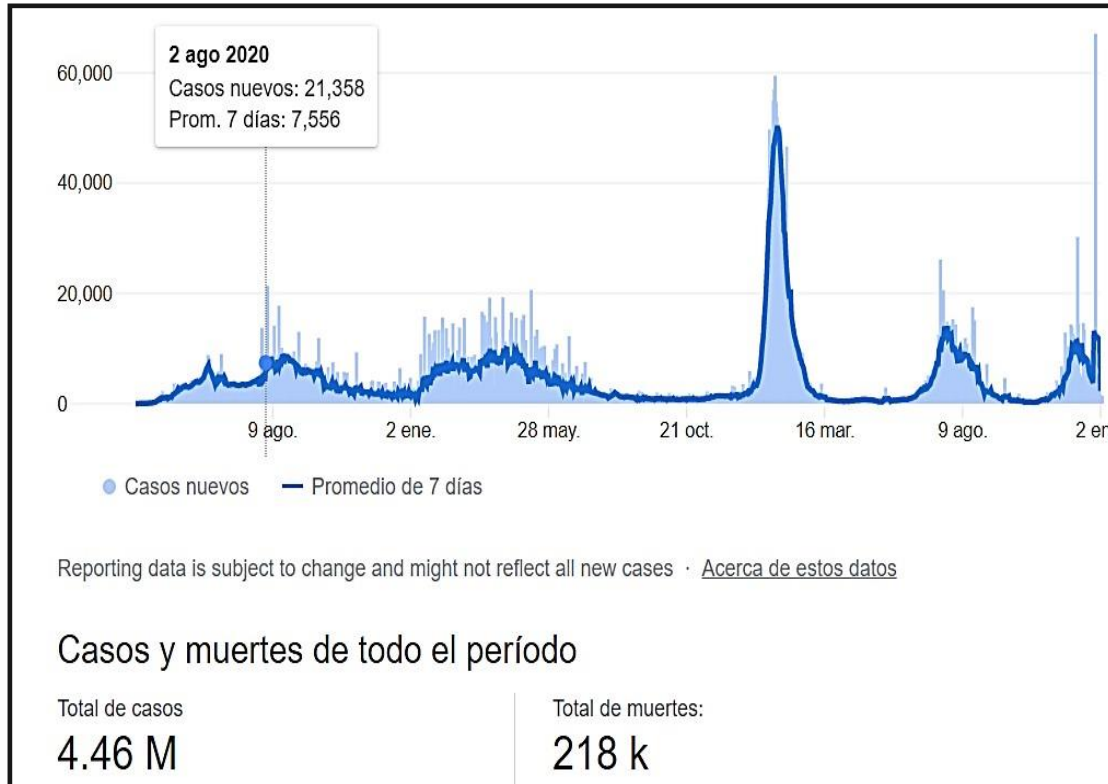 2 ago 2020
Casos nuevos: 21,358
Prom. 7 días: 7,556
60,000
40,000
20,000
0
9 ago. 2 ene. 28 may. 21 oct. 16 mar. 9 ago. 2 en
Casos nuevos Promedio de 7 días
Reporting data is subject to change and might not reflect all new cases · Acerca de estos datos
Casos y muertes de todo el período
Total de casos Total de muertes:
4.46 M 218 k